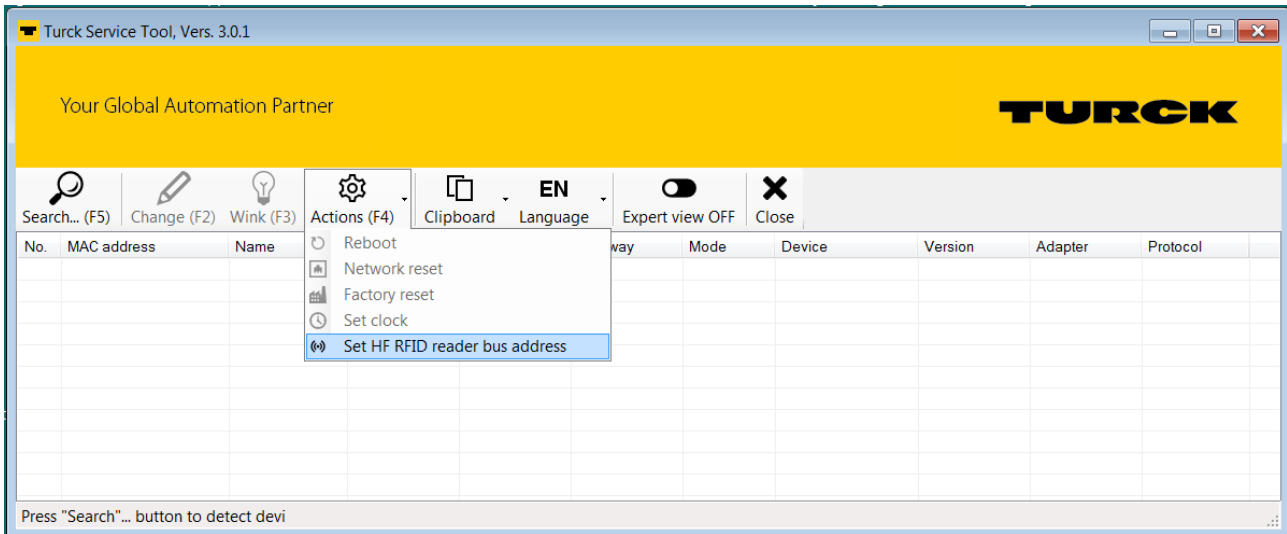 Turck Service Tool, Vers. 3.0.1
Your Global Automation Partner
TURCK
Search... (F5) Change (F2) Wink (F3) Actions (F4) Clipboard EN Language Expert view OFF Close
No. MAC address Name way Mode Device Version Adapter Protocol
Reboot
Network reset
Factory reset
Set clock
Set HF RFID reader bus address
Press "Search"... button to detect devi